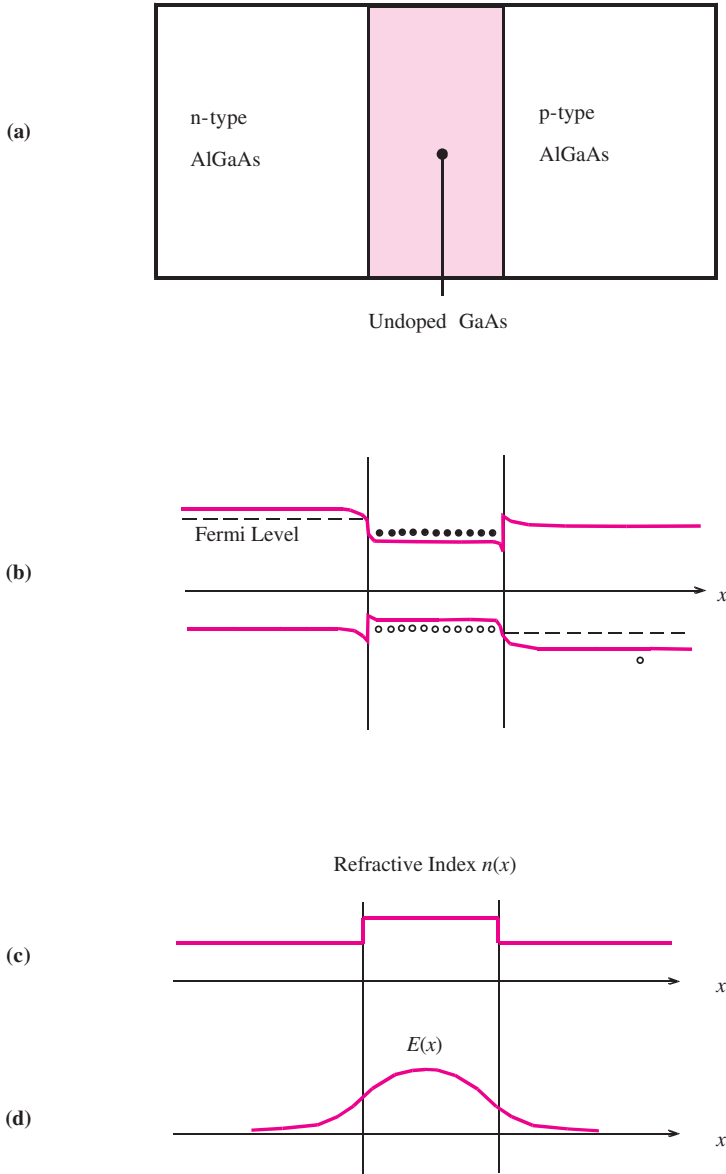 (a)
n-type
AlGaAs
p-type
AlGaAs
Undoped GaAs
(b)
Fermi Level
x
Refractive Index n(x)
(c)
x
E(x)
(d)
x